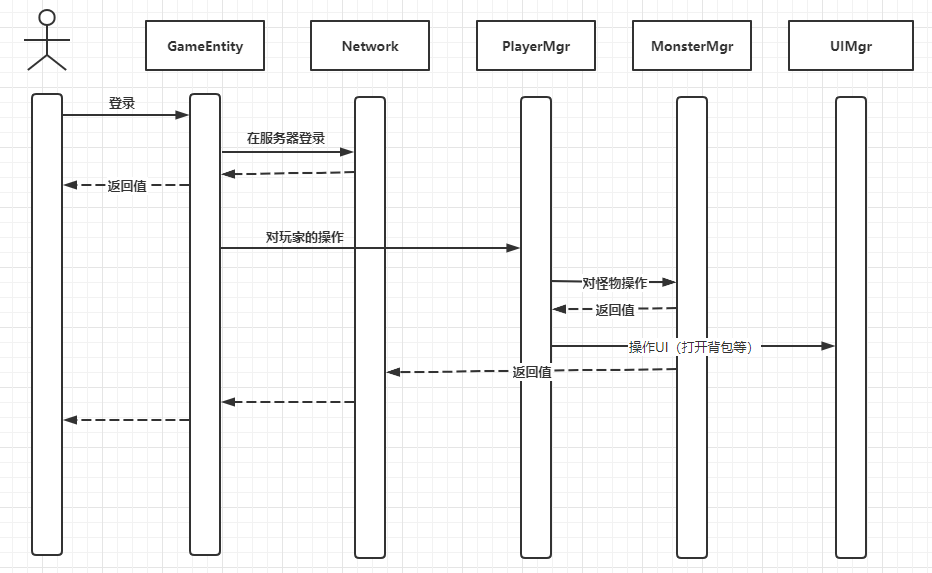 GameEntity
Network
PlayerMgr
MonsterMgr
UIMgr
登录
在服务器登录
返回值
对玩家的操作
对怪物操作
返回值
操作UI（打开背包等）
返回值